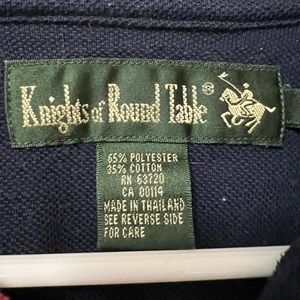 Knights of Round Table®
65% POLYESTER
35% COTTON
RN 63720
CA 00114
MADE IN THAILAND
SEE REVERSE SIDE
FOR CARE